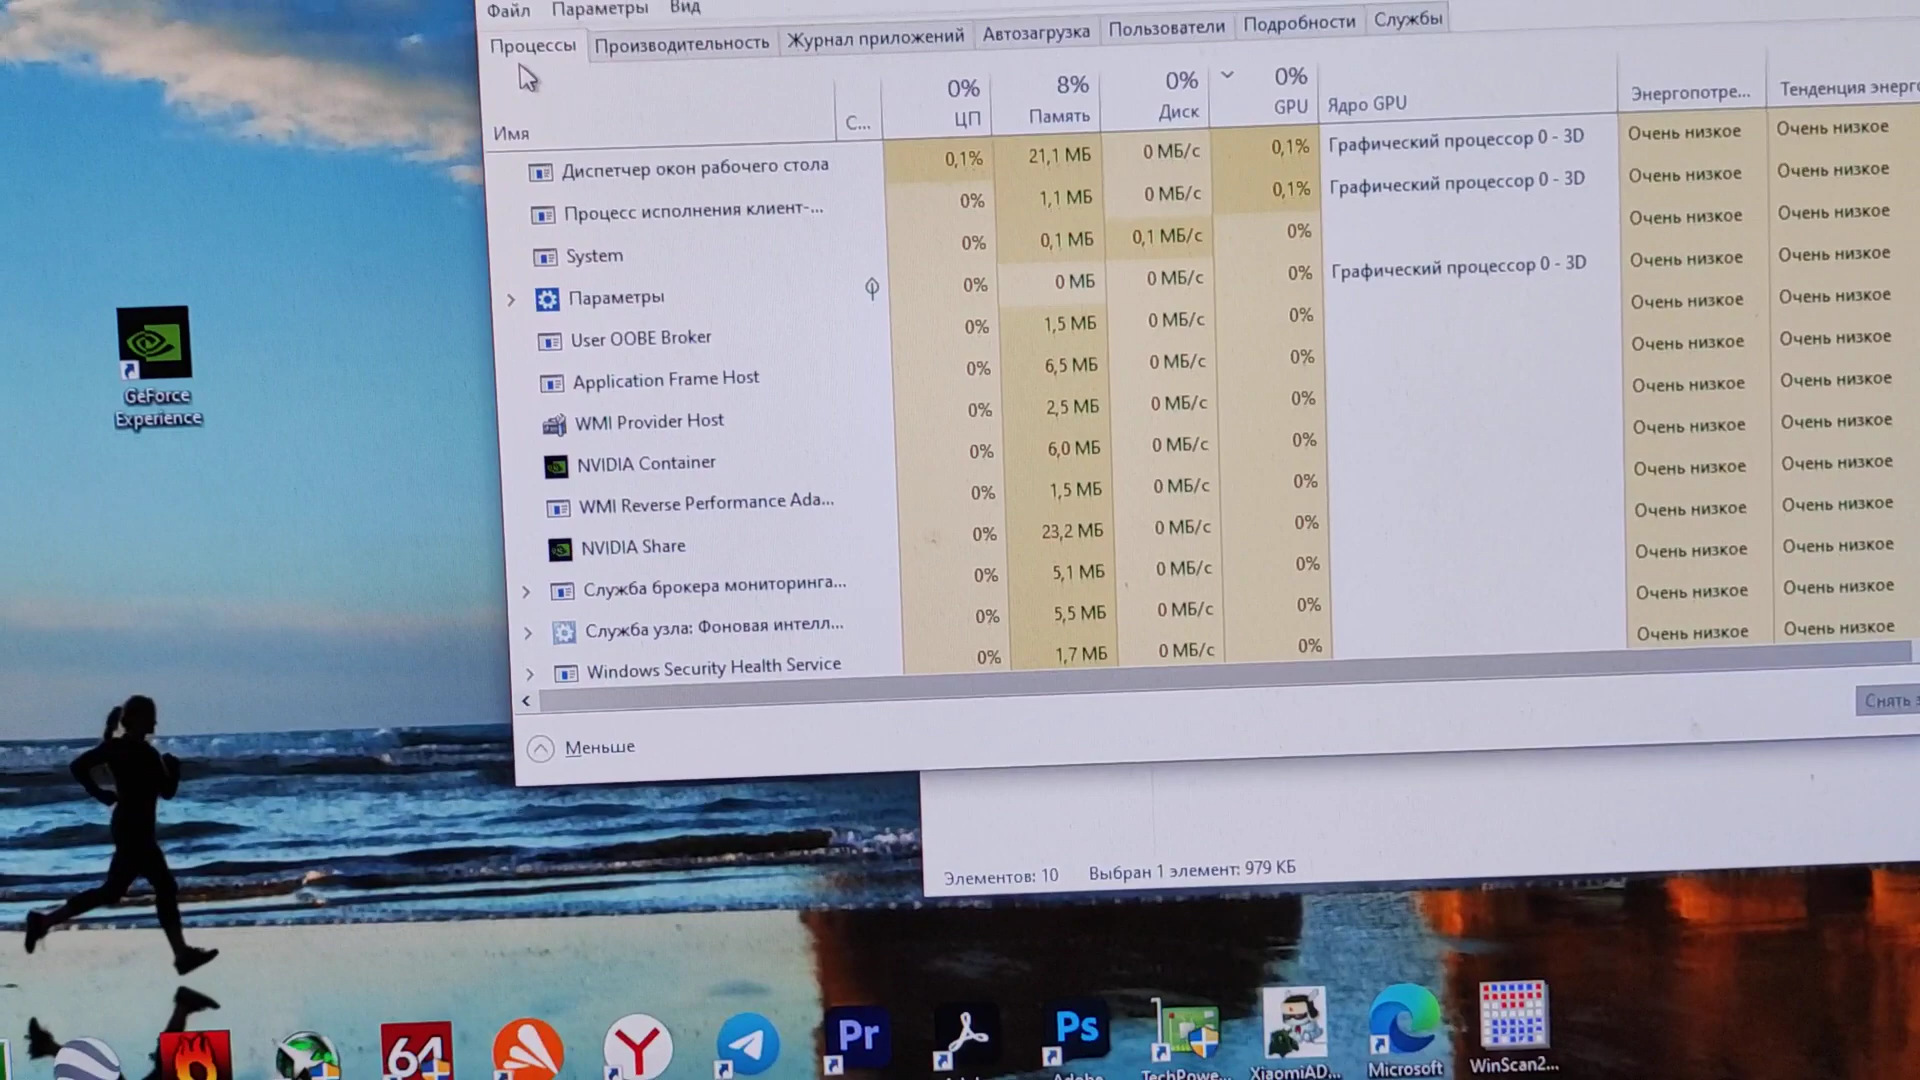 Файл Параметры Вид
Процессы Производительность Журнал приложений Автозагрузка Пользователи Подробности Службы
0% 8% 0% 0%
Имя С... ЦП Память Диск GPU Ядро GPU Энергопотре... Тенденция энерго
Диспетчер окон рабочего стола 0,1% 21,1 МБ 0 МБ/с 0,1% Графический процессор 0 - 3D Очень низкое Очень низкое
Процесс исполнения клиент-... 0% 1,1 МБ 0 МБ/с 0,1% Графический процессор 0 - 3D Очень низкое Очень низкое
System 0% 0,1 МБ 0,1 МБ/с 0% Очень низкое Очень низкое
Параметры 0% 0 МБ 0 МБ/с 0% Графический процессор 0 - 3D Очень низкое Очень низкое
User OOBE Broker 0% 1,5 МБ 0 МБ/с 0% Очень низкое Очень низкое
Application Frame Host 0% 6,5 МБ 0 МБ/с 0% Очень низкое Очень низкое
WMI Provider Host 0% 2,5 МБ 0 МБ/с 0% Очень низкое Очень низкое
NVIDIA Container 0% 6,0 МБ 0 МБ/с 0% Очень низкое Очень низкое
WMI Reverse Performance Ada... 0% 1,5 МБ 0 МБ/с 0% Очень низкое Очень низкое
NVIDIA Share 0% 23,2 МБ 0 МБ/с 0% Очень низкое Очень низкое
Служба брокера мониторинга... 0% 5,1 МБ 0 МБ/с 0% Очень низкое Очень низкое
Служба узла: Фоновая интелл... 0% 5,5 МБ 0 МБ/с 0% Очень низкое Очень низкое
Windows Security Health Service 0% 1,7 МБ 0 МБ/с 0% Очень низкое Очень низкое
Снять
Меньше
GeForce
Experience
Элементов: 10 Выбран 1 элемент: 979 КБ
64
Pr
Ps
TechPowe...
XiaomiAD...
Microsoft
WinScan2...